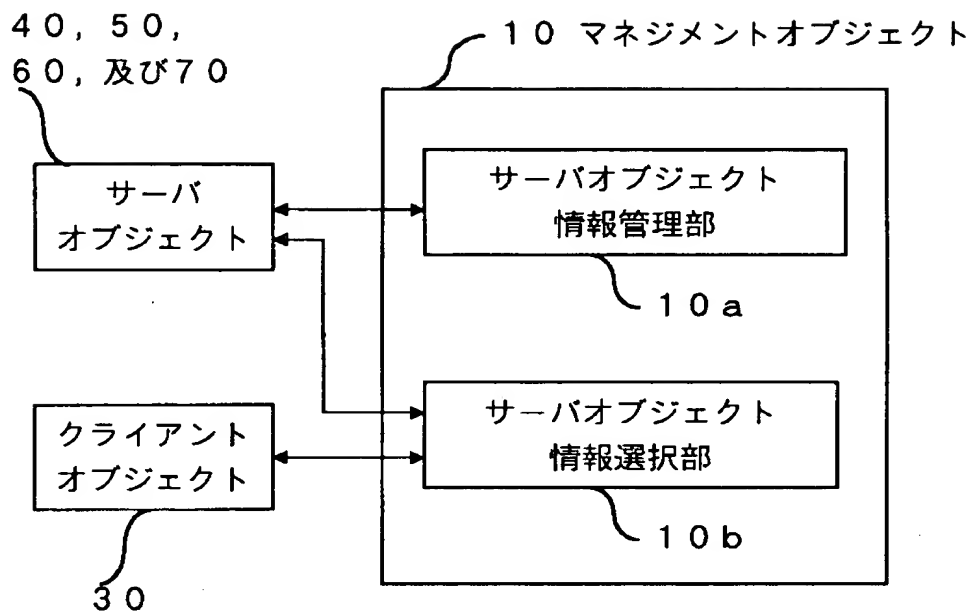 ４０，５０，
６０，及び７０
１０ マネジメントオブジェクト
サーバ
オブジェクト
サーバオブジェクト
情報管理部
１０ａ
クライアント
オブジェクト
サーバオブジェクト
情報選択部
１０ｂ
３０